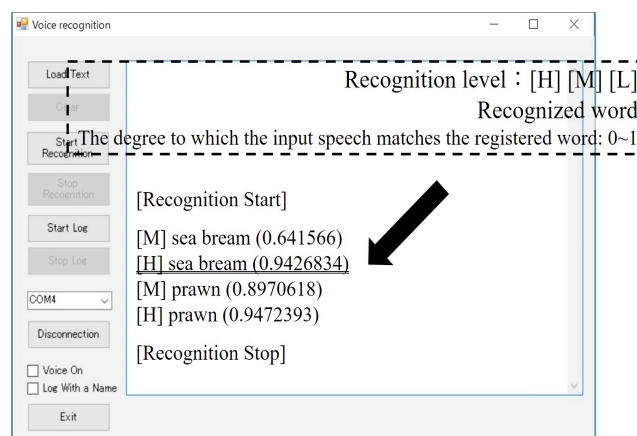 Voice recognition
Load Text
Clear
Start Recognition
Stop Recognition
Start Log
Stop Log
COM4
Disconnection
Voice On
Log With a Name
Exit
Recognition level：[H] [M] [L]
Recognized word
The degree to which the input speech matches the registered word: 0~1
[Recognition Start]
[M] sea bream (0.641566)
[H] sea bream (0.9426834)
[M] prawn (0.8970618)
[H] prawn (0.9472393)
[Recognition Stop]